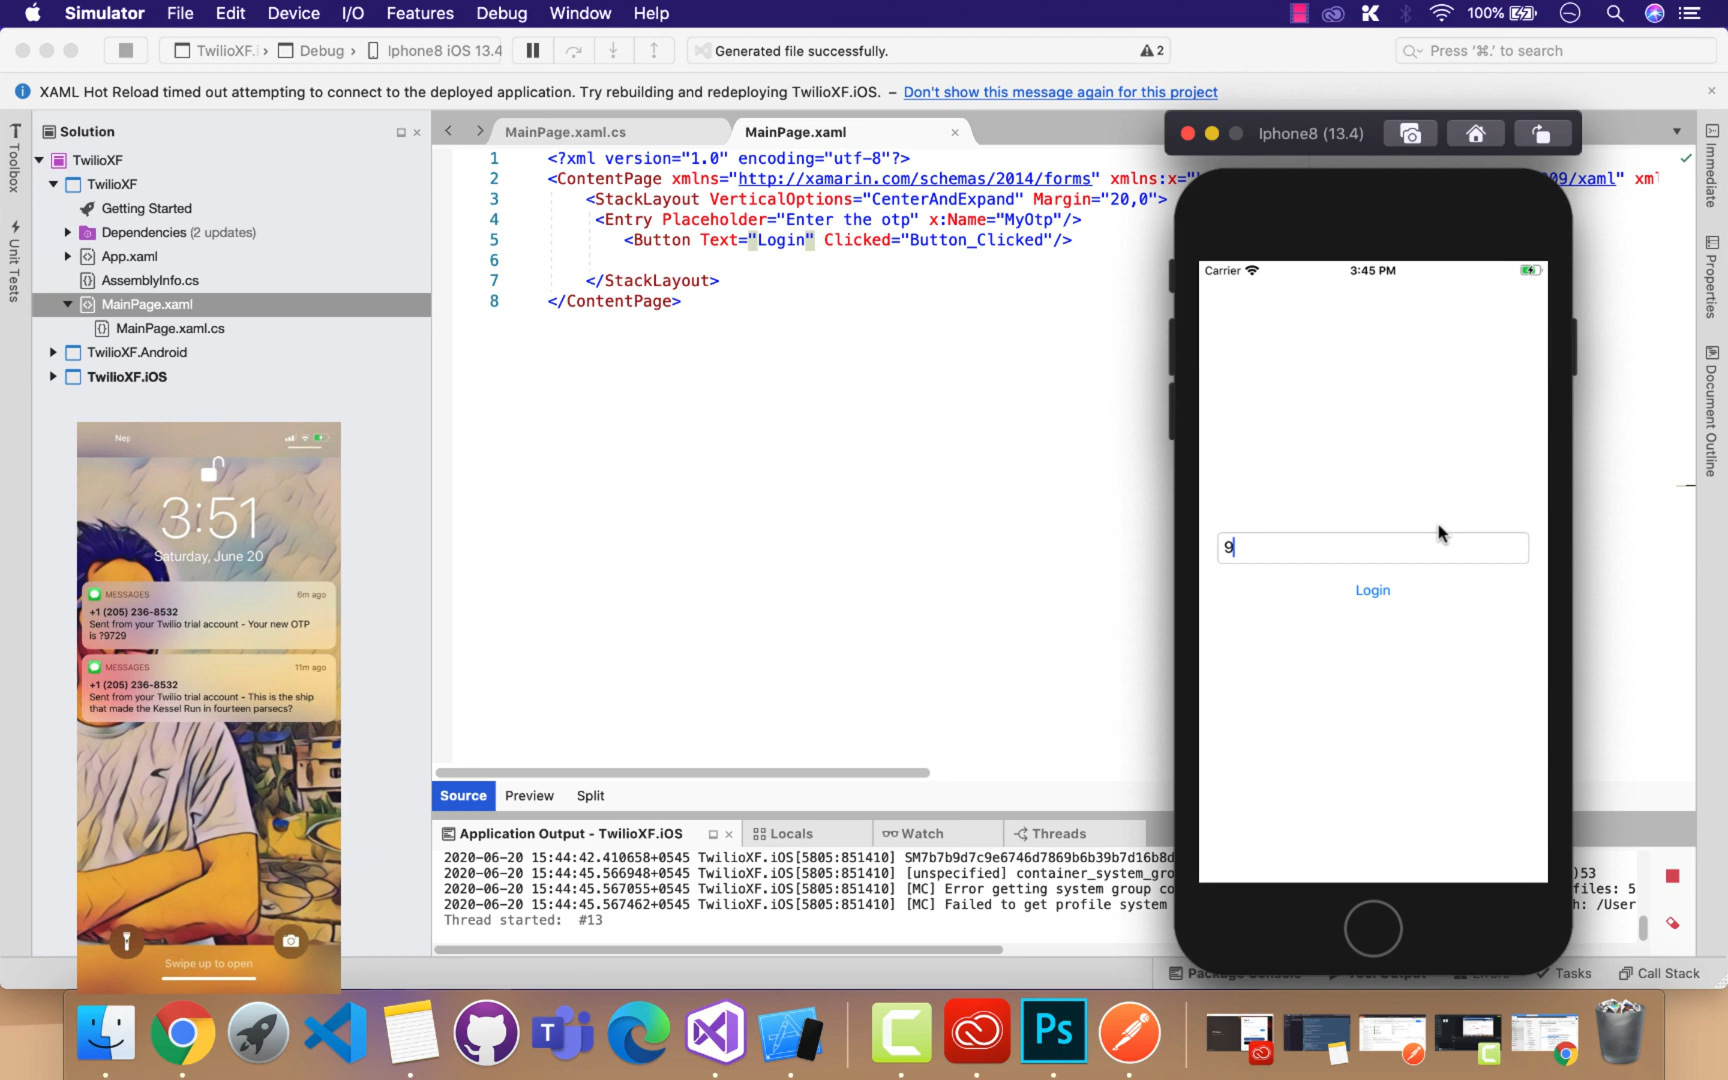 Simulator File Edit Device I/O Features Debug Window Help 100%
TwilioXF.i › Debug › Iphone8 iOS 13.4 Generated file successfully. 2 Press '⌘.' to search
XAML Hot Reload timed out attempting to connect to the deployed application. Try rebuilding and redeploying TwilioXF.iOS. – Don't show this message again for this project
Toolbox
Unit Tests
Solution
TwilioXF
TwilioXF
Getting Started
Dependencies (2 updates)
App.xaml
AssemblyInfo.cs
MainPage.xaml
MainPage.xaml.cs
TwilioXF.Android
TwilioXF.iOS
MainPage.xaml.cs MainPage.xaml
1 <?xml version="1.0" encoding="utf-8"?>
2 <ContentPage xmlns="http://xamarin.com/schemas/2014/forms" xmlns:x=" 009/xaml" xml
3 <StackLayout VerticalOptions="CenterAndExpand" Margin="20,0">
4 <Entry Placeholder="Enter the otp" x:Name="MyOtp"/>
5 <Button Text="Login" Clicked="Button_Clicked"/>
6
7 </StackLayout>
8 </ContentPage>
Iphone8 (13.4)
Carrier 3:45 PM
9
Login
Immediate
Properties
Document Outline
Nep
3:51
Saturday, June 20
MESSAGES 6m ago
+1 (205) 236-8532
Sent from your Twilio trial account - Your new OTP
is ?9729
MESSAGES 11m ago
+1 (205) 236-8532
Sent from your Twilio trial account - This is the ship
that made the Kessel Run in fourteen parsecs?
Swipe up to open
Source Preview Split
Application Output - TwilioXF.iOS Locals Watch Threads
2020-06-20 15:44:42.410658+0545 TwilioXF.iOS[5805:851410] SM7b7b9d7c9e6746d7869b6b39b7d16b8d
2020-06-20 15:44:45.566948+0545 TwilioXF.iOS[5805:851410] [unspecified] container_system_gro )53
2020-06-20 15:44:45.567055+0545 TwilioXF.iOS[5805:851410] [MC] Error getting system group co files: 5
2020-06-20 15:44:45.567462+0545 TwilioXF.iOS[5805:851410] [MC] Failed to get profile system h: /User
Thread started: #13
Package Console Errors Tasks Call Stack
T
Ps